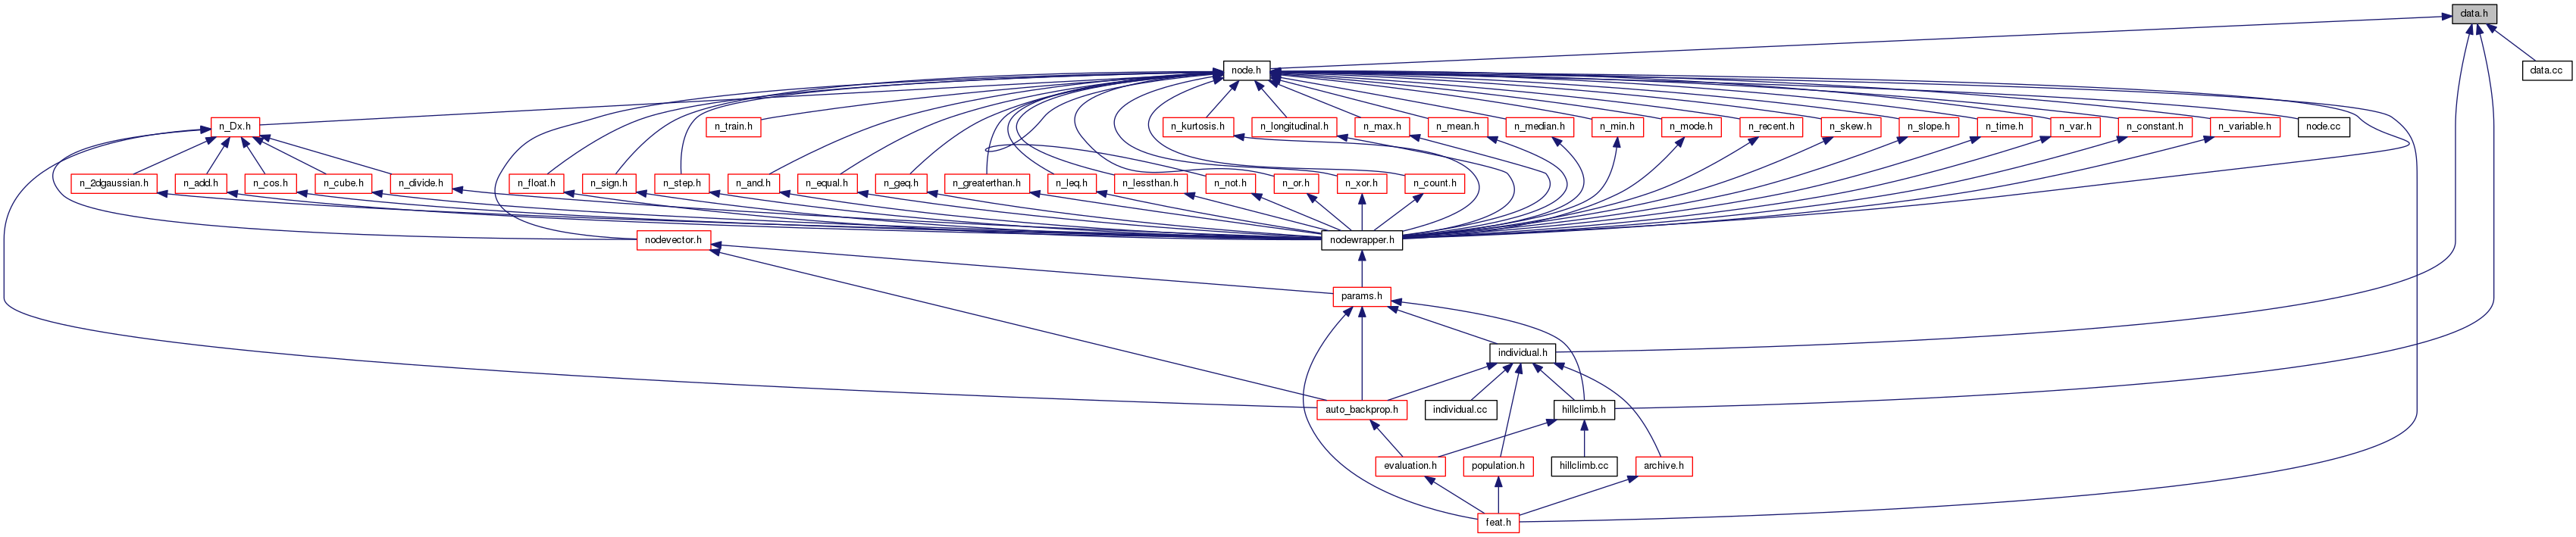 data.h
node.h
data.cc
n_Dx.h
n_train.h
n_kurtosis.h
n_longitudinal.h
n_max.h
n_mean.h
n_median.h
n_min.h
n_mode.h
n_recent.h
n_skew.h
n_slope.h
n_time.h
n_var.h
n_constant.h
n_variable.h
node.cc
n_2dgaussian.h
n_add.h
n_cos.h
n_cube.h
n_divide.h
n_float.h
n_sign.h
n_step.h
n_and.h
n_equal.h
n_geq.h
n_greaterthan.h
n_leq.h
n_lessthan.h
n_not.h
n_or.h
n_xor.h
n_count.h
nodevector.h
nodewrapper.h
params.h
individual.h
auto_backprop.h
individual.cc
hillclimb.h
evaluation.h
population.h
hillclimb.cc
archive.h
feat.h